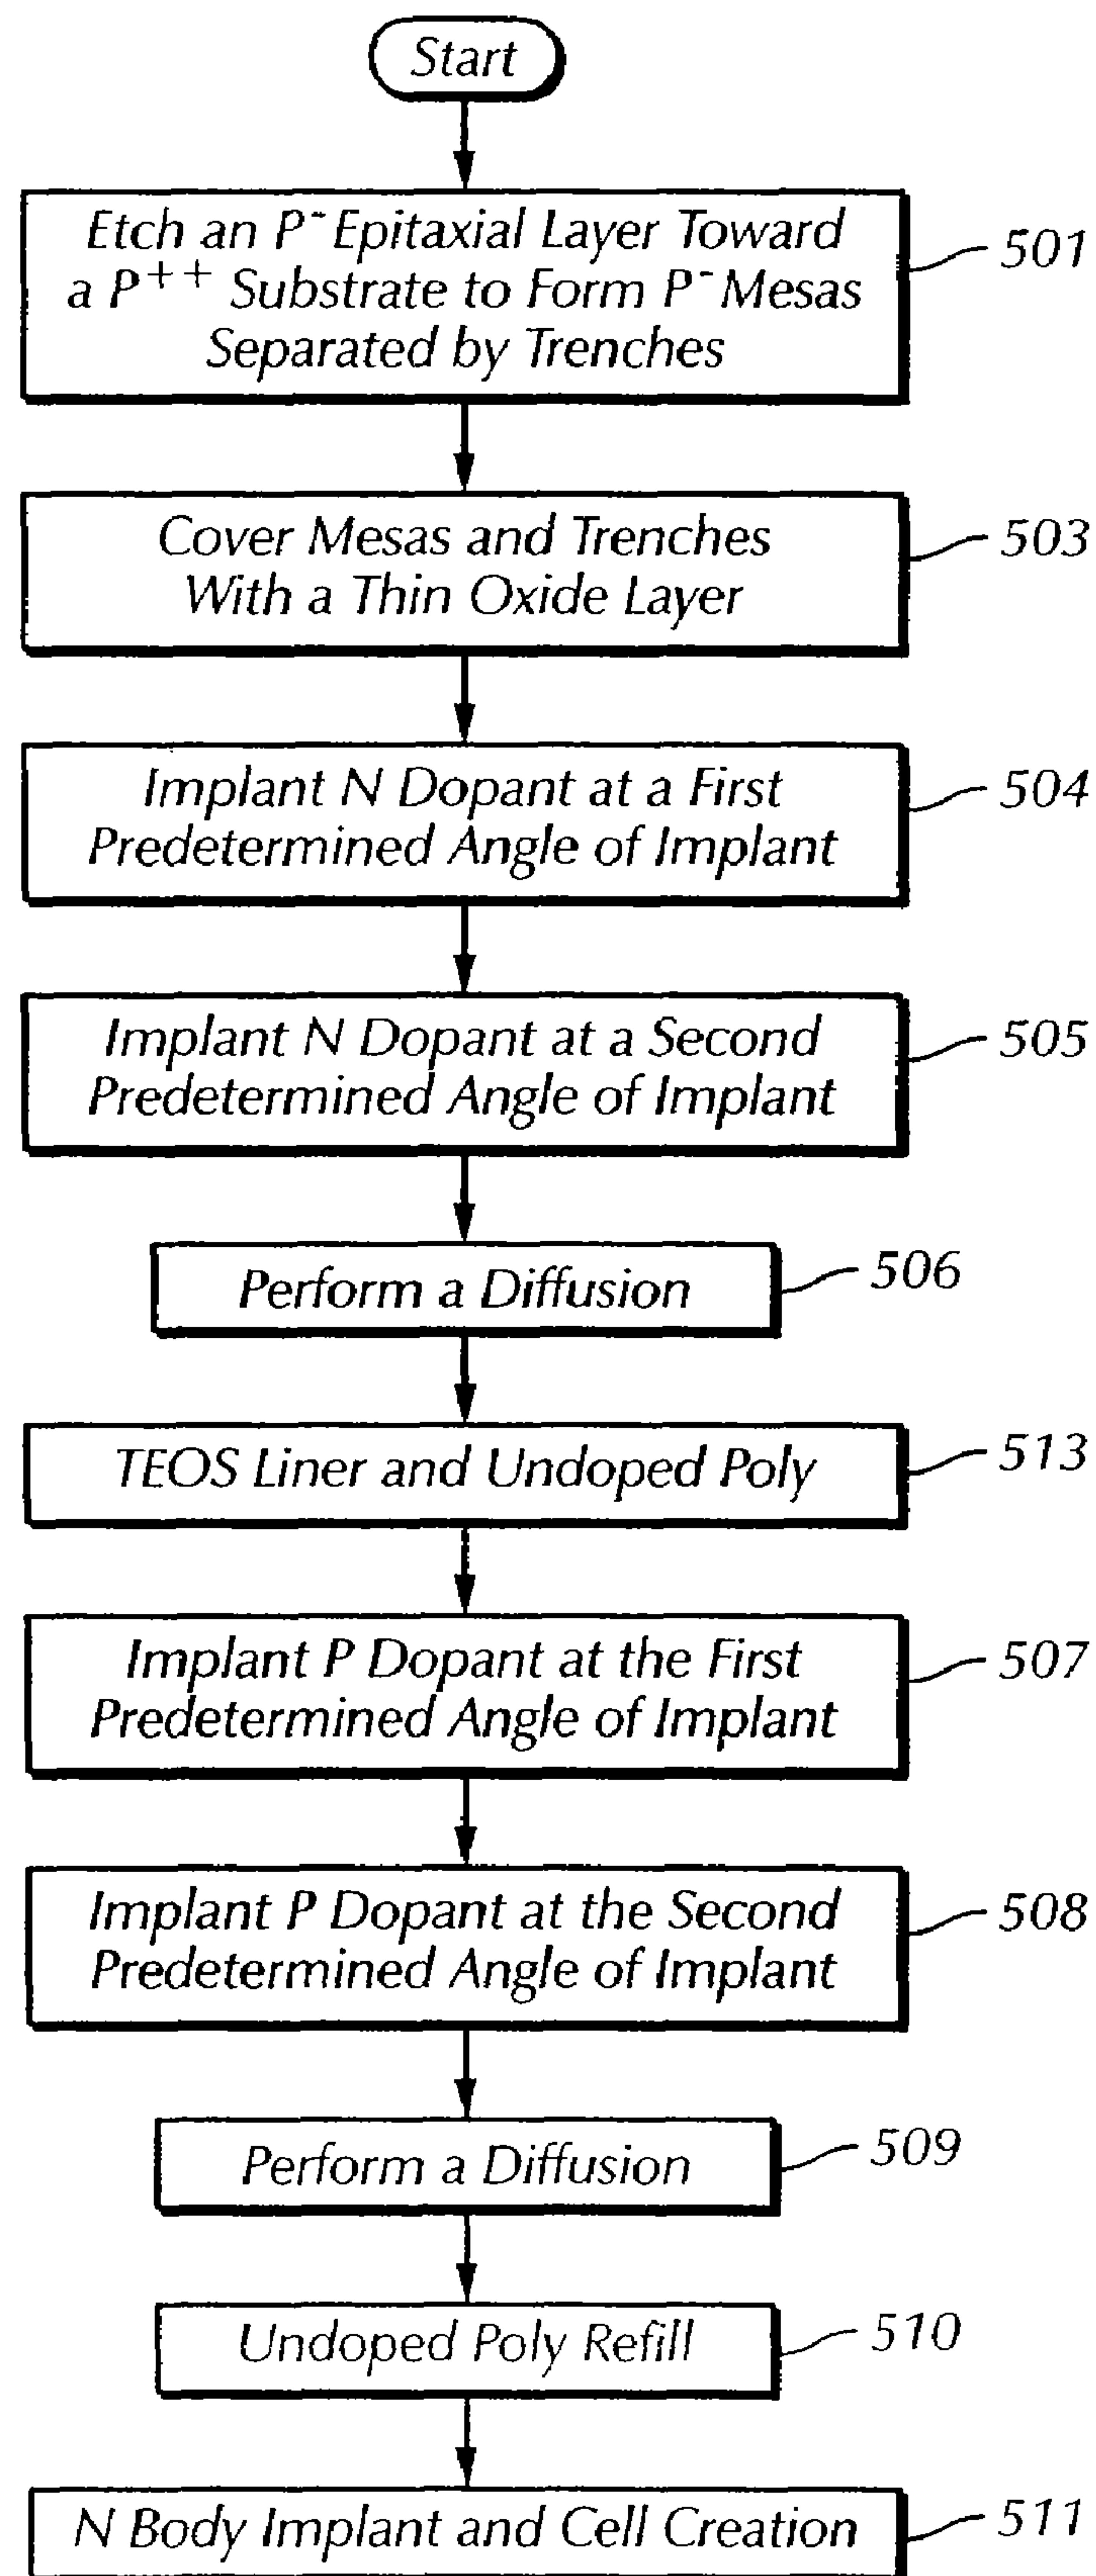 Start
Etch an P- Epitaxial Layer Toward
a P++ Substrate to Form P- Mesas
Separated by Trenches
501
Cover Mesas and Trenches
With a Thin Oxide Layer
503
Implant N Dopant at a First
Predetermined Angle of Implant
504
Implant N Dopant at a Second
Predetermined Angle of Implant
505
Perform a Diffusion
506
TEOS Liner and Undoped Poly
513
Implant P Dopant at the First
Predetermined Angle of Implant
507
Implant P Dopant at the Second
Predetermined Angle of Implant
508
Perform a Diffusion
509
Undoped Poly Refill
510
N Body Implant and Cell Creation
511